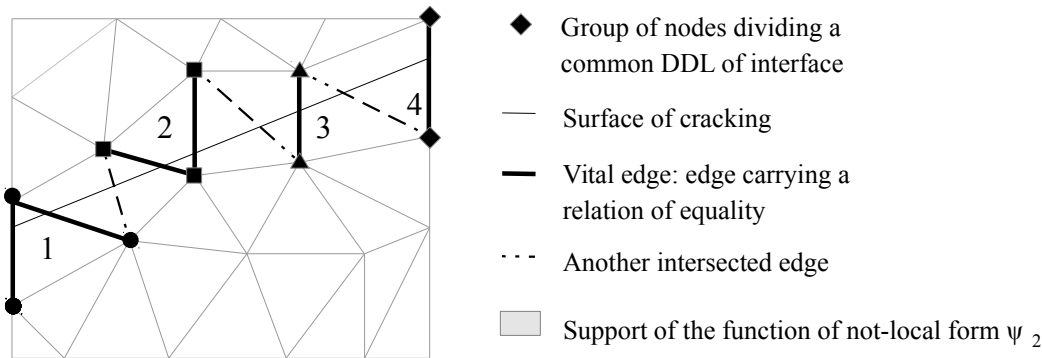 1
2
3
4
Group of nodes dividing a
common DDL of interface
Surface of cracking
Vital edge: edge carrying a
relation of equality
Another intersected edge
Support of the function of not-local form ψ 2